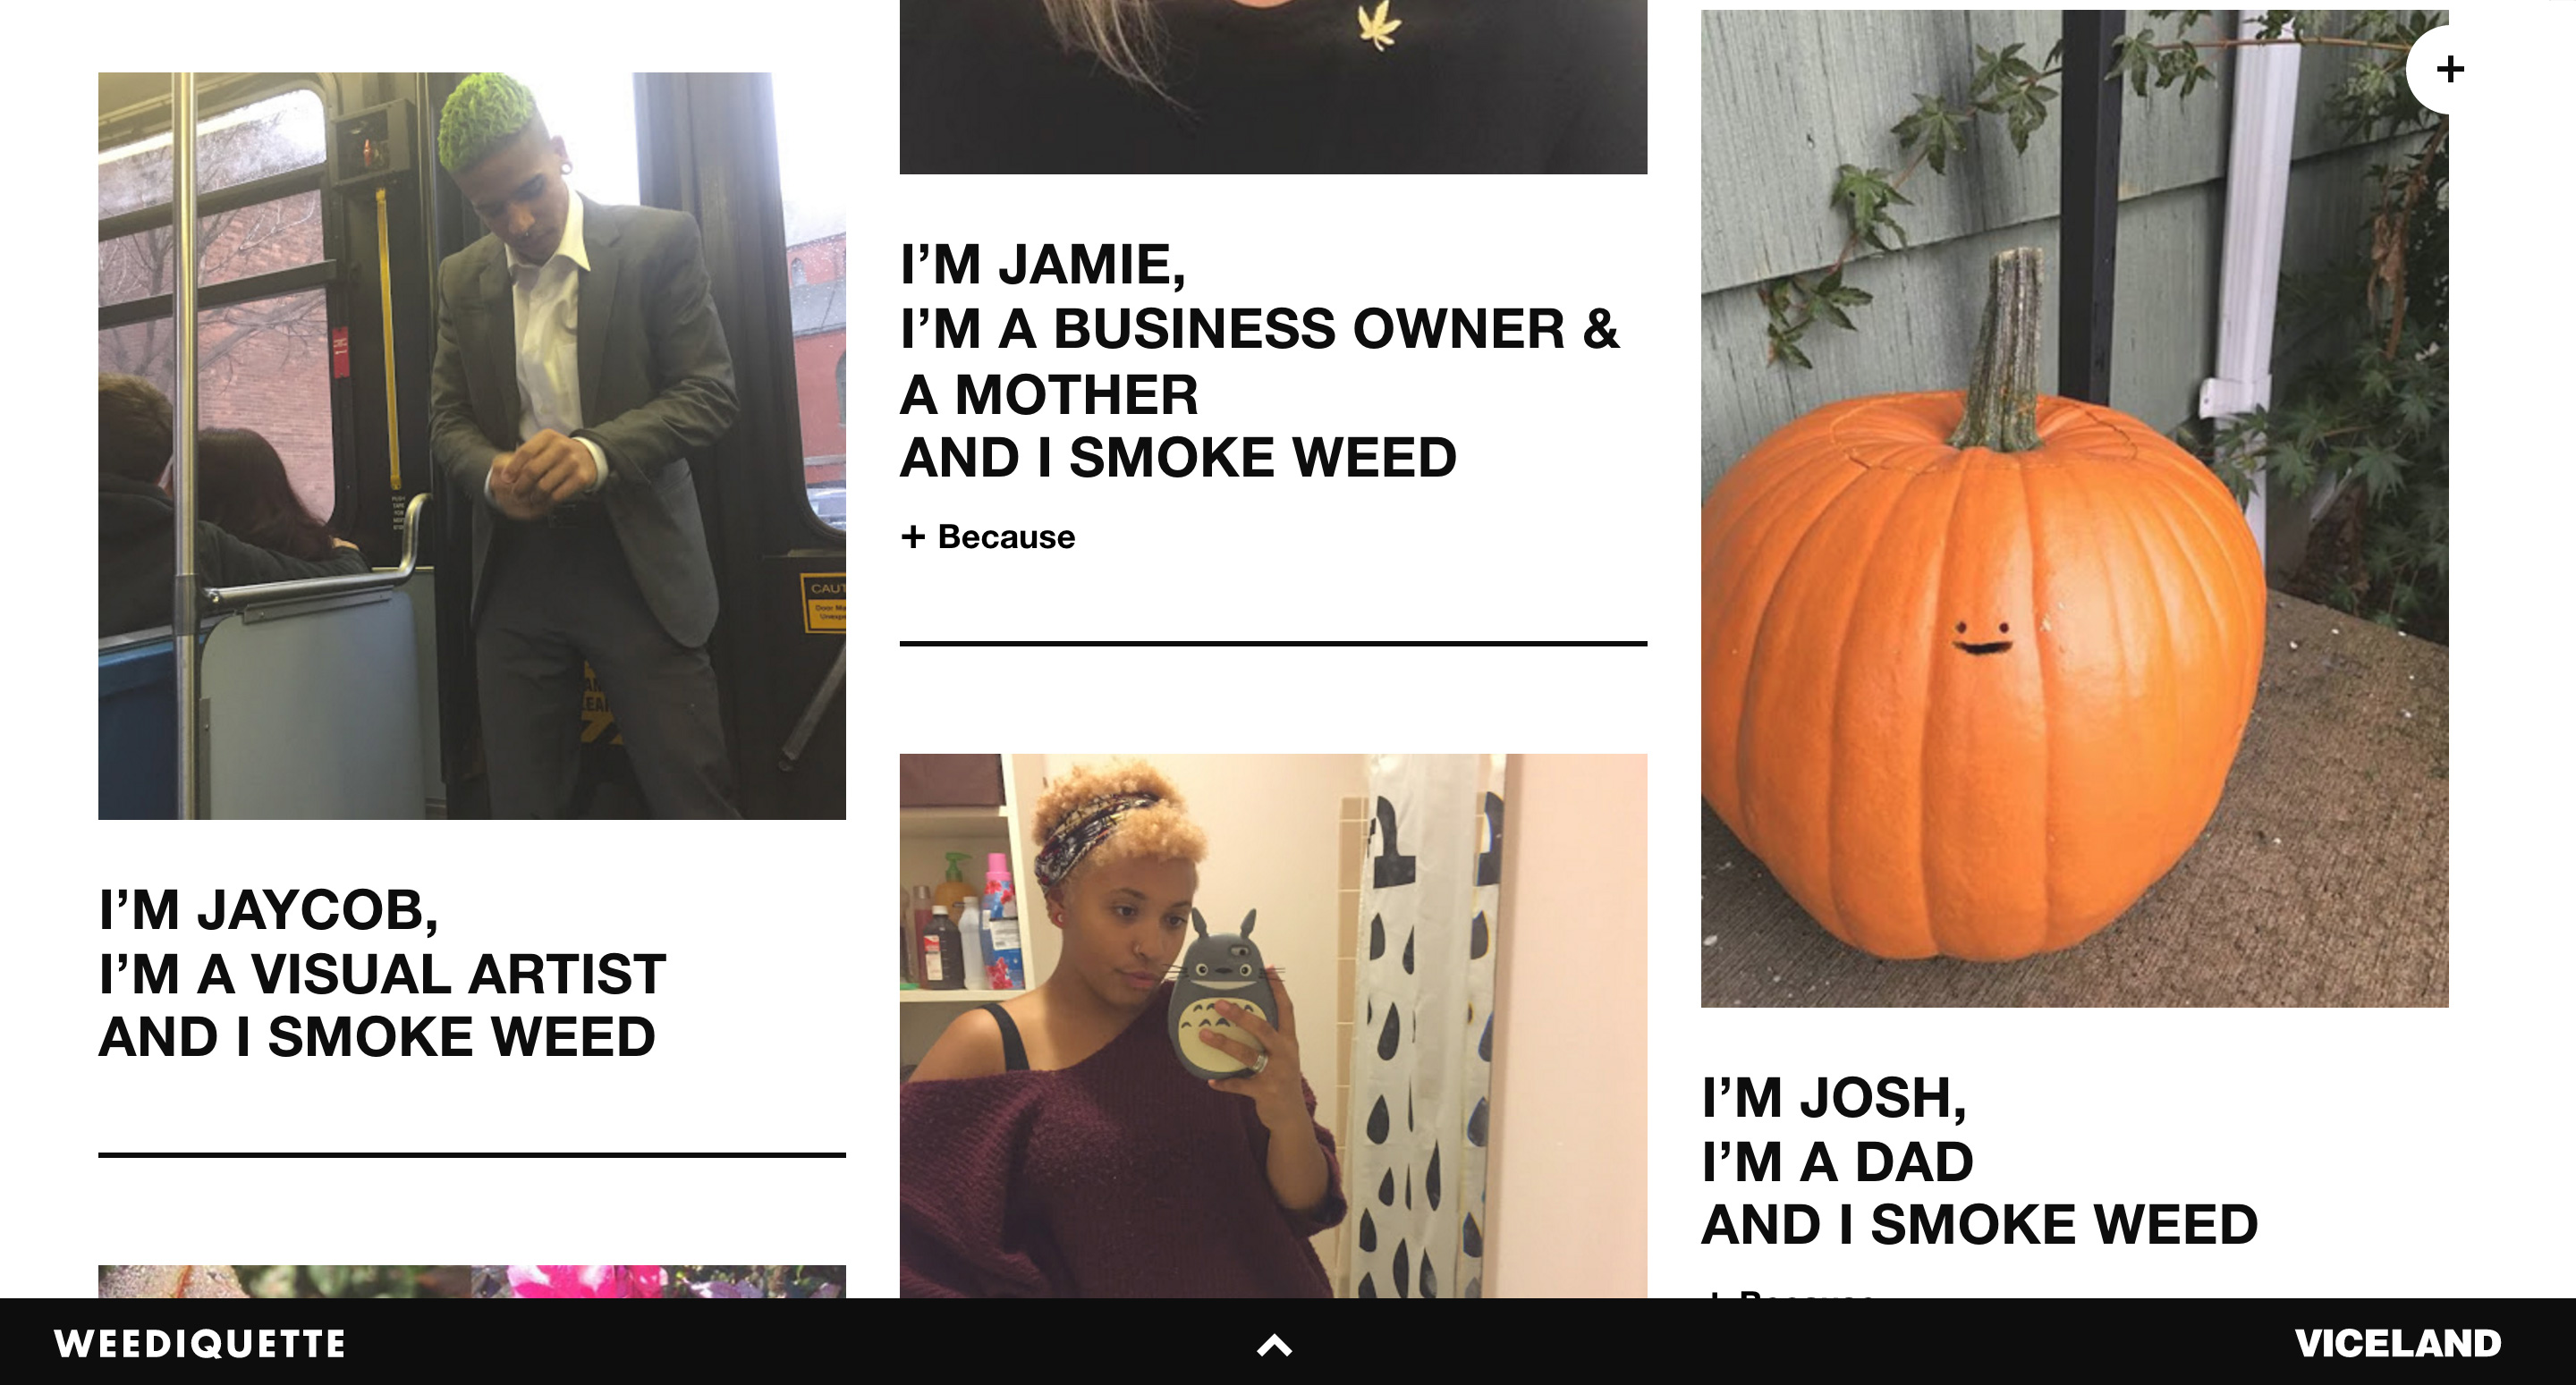 I’M JAYCOB,
I’M A VISUAL ARTIST
AND I SMOKE WEED
I’M JAMIE,
I’M A BUSINESS OWNER &
A MOTHER
AND I SMOKE WEED
+ Because
I’M JOSH,
I’M A DAD
AND I SMOKE WEED
+ Because
WEEDIQUETTE
VICELAND